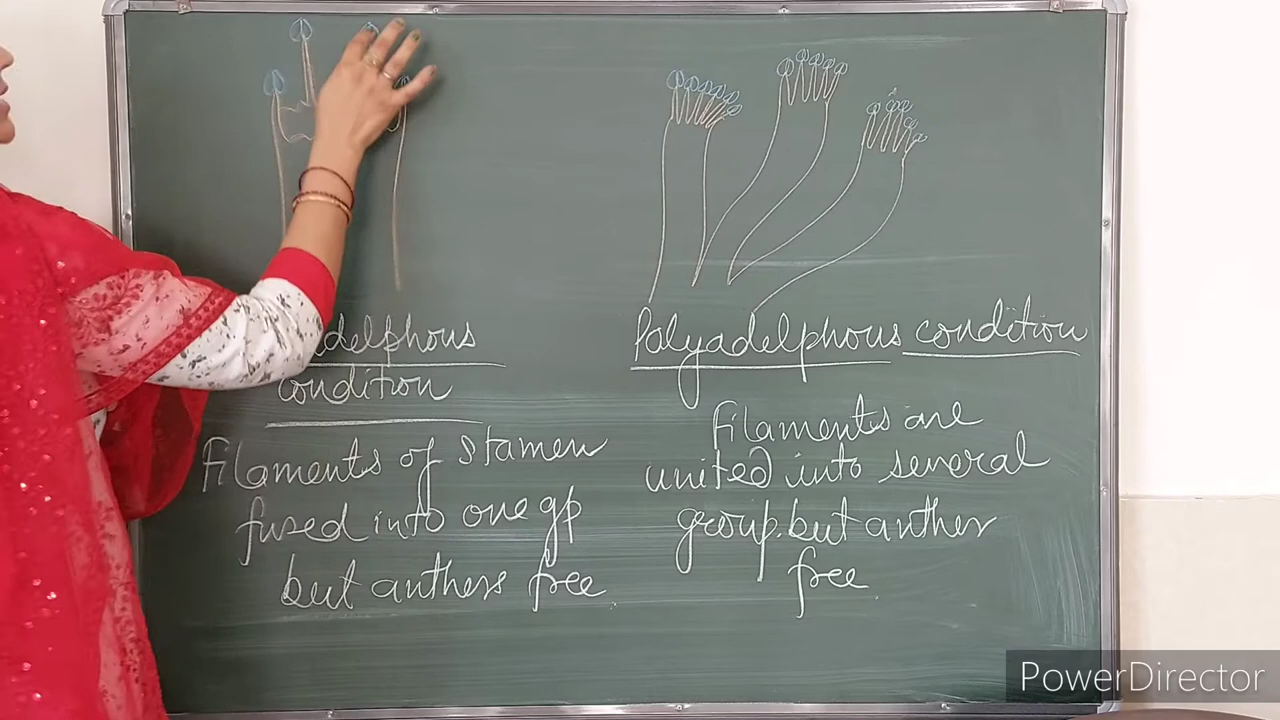 condition
Filaments of Stamen
fused into one gp
but anthers free
Polyadelphous condition
Filaments are
united into several
group. but anther
free.
PowerDirector